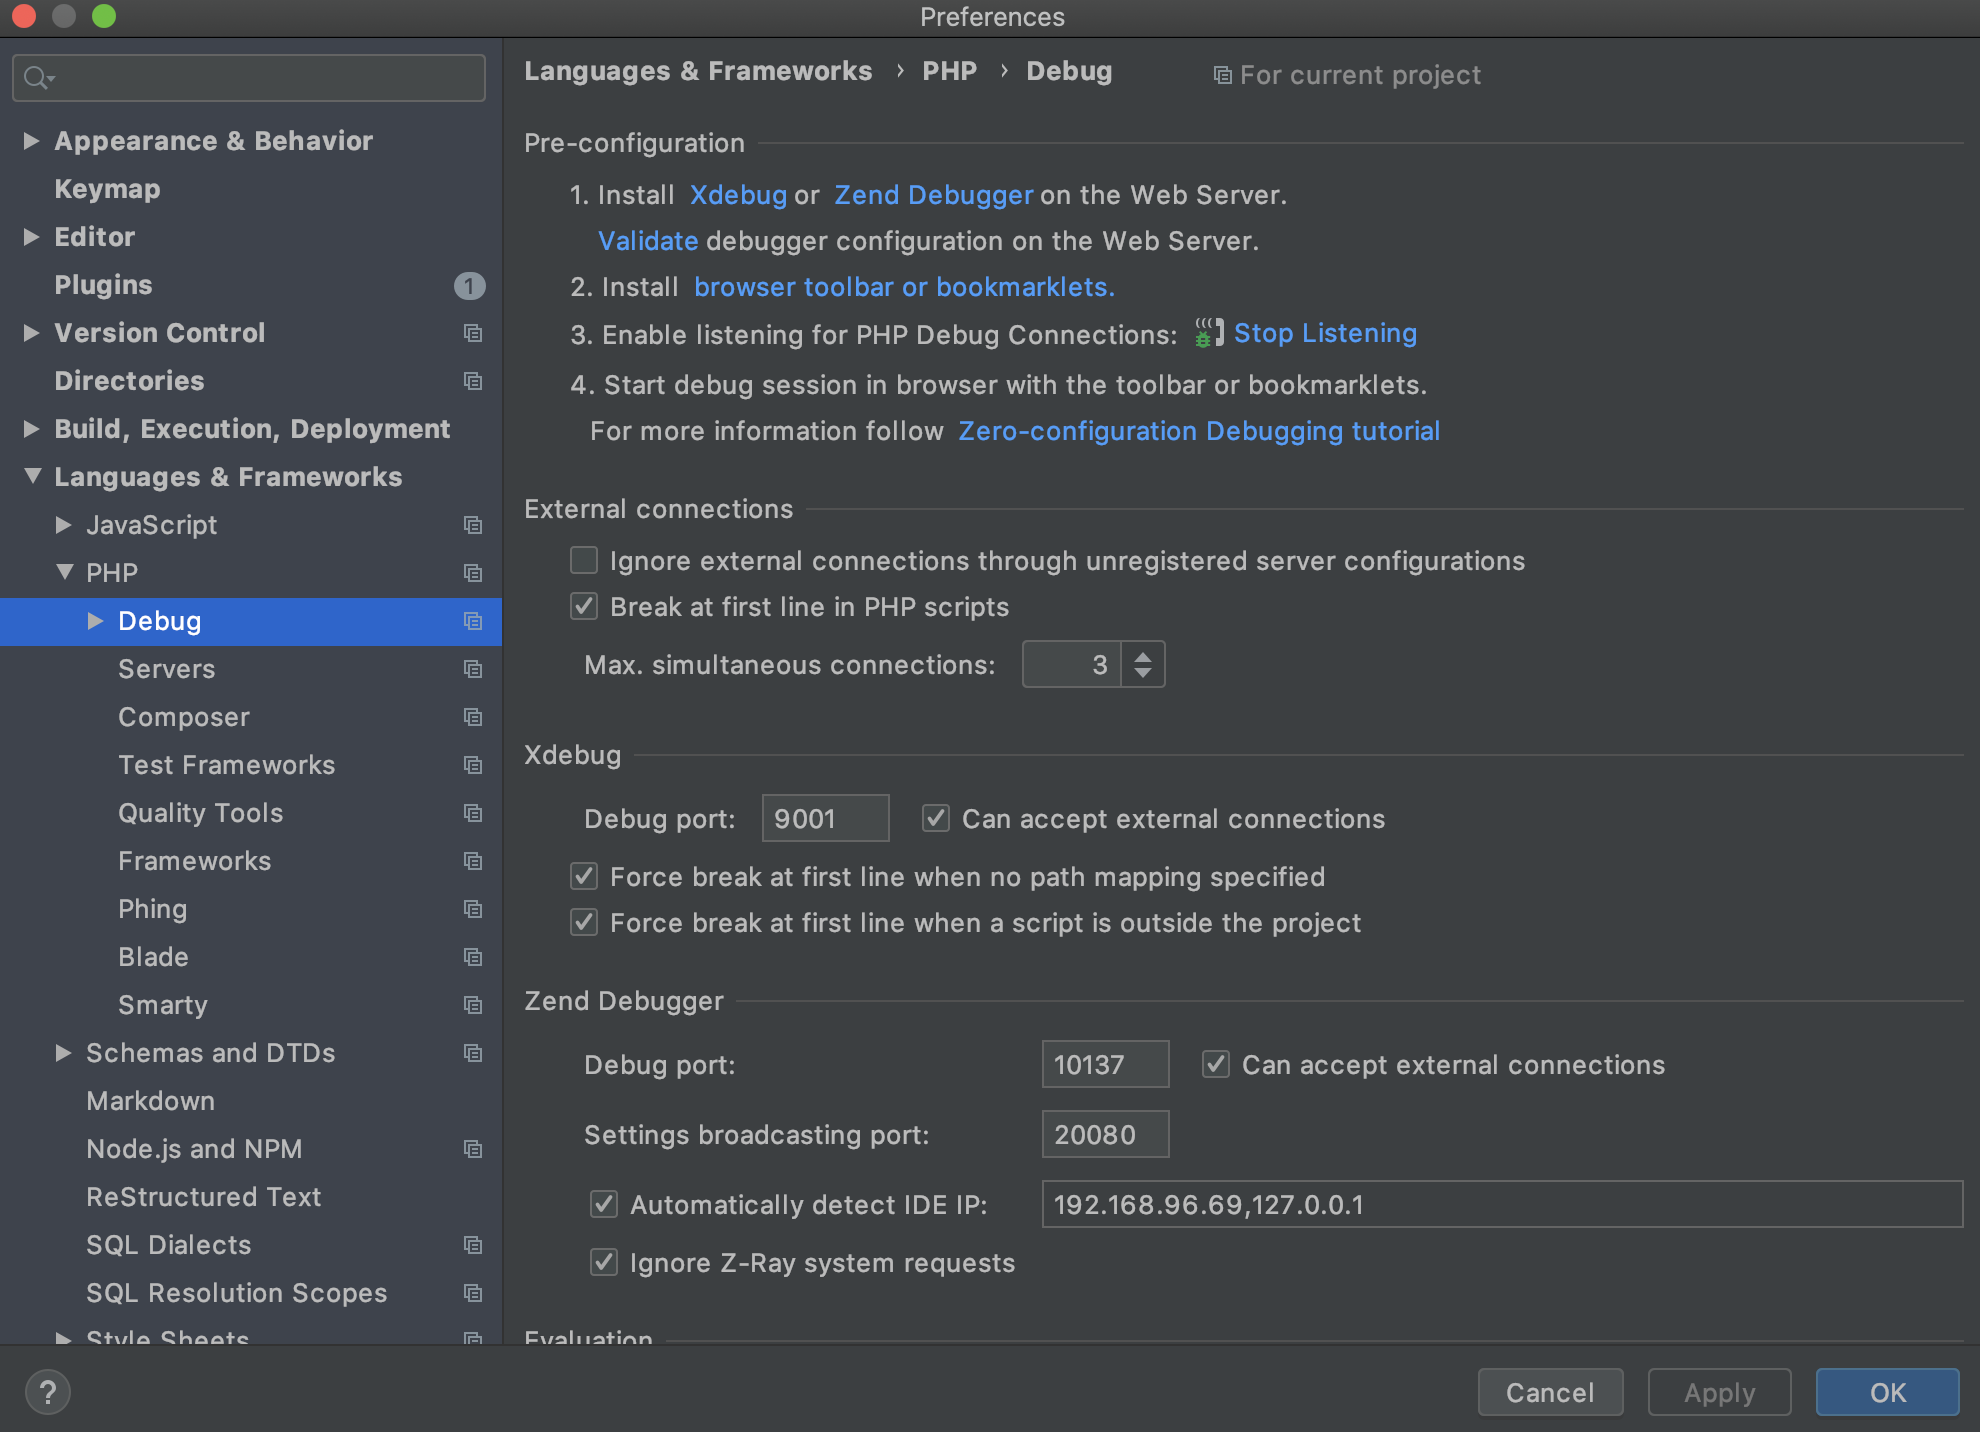 Preferences
Appearance & Behavior
Keymap
Editor
Plugins 1
Version Control
Directories
Build, Execution, Deployment
Languages & Frameworks
JavaScript
PHP
Debug
Servers
Composer
Test Frameworks
Quality Tools
Frameworks
Phing
Blade
Smarty
Schemas and DTDs
Markdown
Node.js and NPM
ReStructured Text
SQL Dialects
SQL Resolution Scopes
Style Sheets
Languages & Frameworks › PHP › Debug For current project
Pre-configuration
1. Install Xdebug or Zend Debugger on the Web Server.
Validate debugger configuration on the Web Server.
2. Install browser toolbar or bookmarklets.
3. Enable listening for PHP Debug Connections: Stop Listening
4. Start debug session in browser with the toolbar or bookmarklets.
For more information follow Zero-configuration Debugging tutorial
External connections
Ignore external connections through unregistered server configurations
Break at first line in PHP scripts
Max. simultaneous connections: 3
Xdebug
Debug port: 9001 Can accept external connections
Force break at first line when no path mapping specified
Force break at first line when a script is outside the project
Zend Debugger
Debug port: 10137 Can accept external connections
Settings broadcasting port: 20080
Automatically detect IDE IP: 192.168.96.69,127.0.0.1
Ignore Z-Ray system requests
Evaluation
? Cancel Apply OK